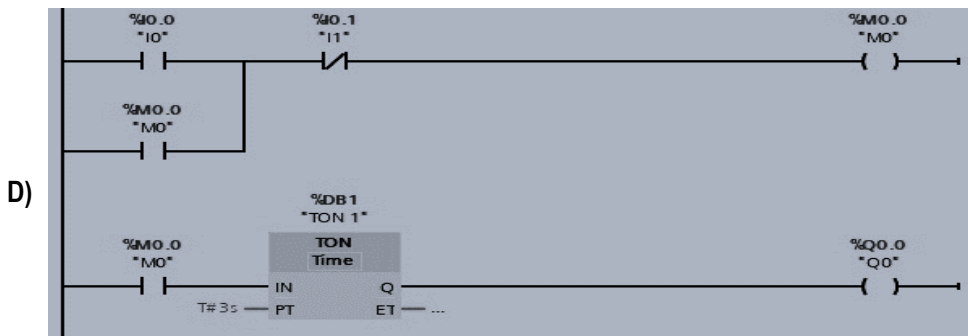 %I0.0 %I0.1 %M0.0
"I0" "I1" "M0"
%M0.0
"M0"
D)
%DB1
"TON 1"
%M0.0 TON %Q0.0
"M0" Time "Q0"
IN Q
T#3s PT ET ...